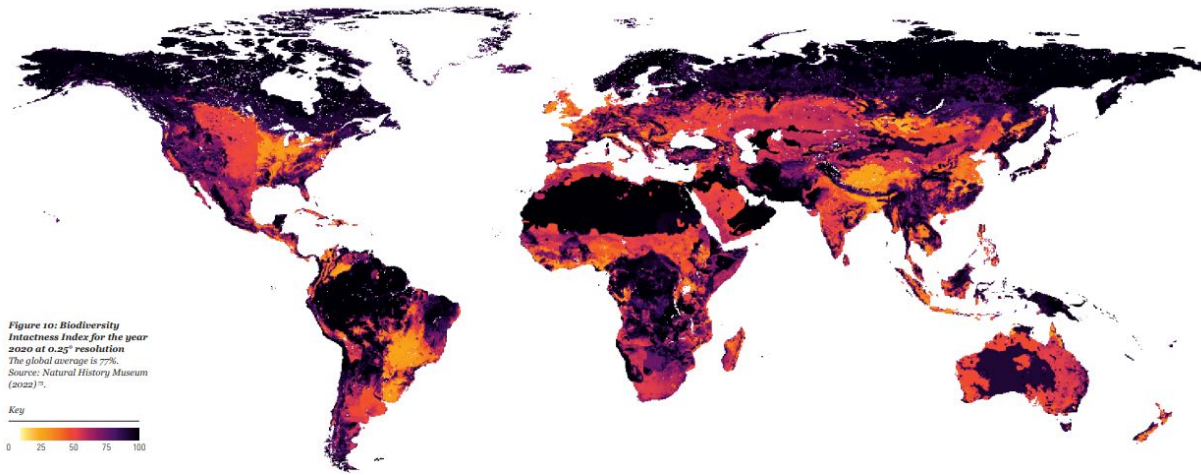 Figure 10: Biodiversity
Intactness Index for the year
2020 at 0.25° resolution
The global average is 77%.
Source: Natural History Museum
(2022)⁷³.
Key
0 25 50 75 100